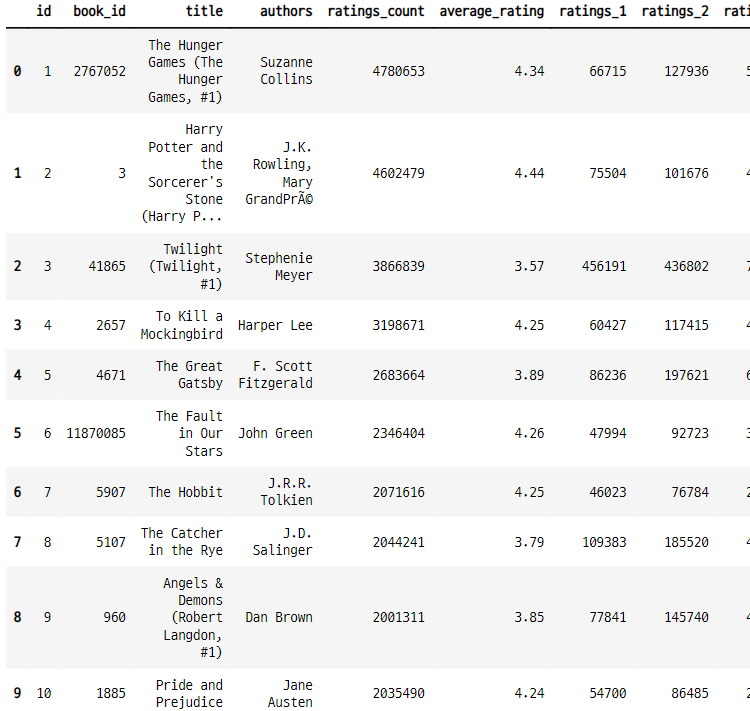 id book_id title authors ratings_count average_rating ratings_1 ratings_2 rati
0 1 2767052 The Hunger Games (The Hunger Games, #1) Suzanne Collins 4780653 4.34 66715 127936 5
1 2 3 Harry Potter and the Sorcerer's Stone (Harry P... J.K. Rowling, Mary GrandPrÃ© 4602479 4.44 75504 101676 4
2 3 41865 Twilight (Twilight, #1) Stephenie Meyer 3866839 3.57 456191 436802 7
3 4 2657 To Kill a Mockingbird Harper Lee 3198671 4.25 60427 117415 4
4 5 4671 The Great Gatsby F. Scott Fitzgerald 2683664 3.89 86236 197621 6
5 6 11870085 The Fault in Our Stars John Green 2346404 4.26 47994 92723 3
6 7 5907 The Hobbit J.R.R. Tolkien 2071616 4.25 46023 76784 2
7 8 5107 The Catcher in the Rye J.D. Salinger 2044241 3.79 109383 185520 4
8 9 960 Angels & Demons (Robert Langdon, #1) Dan Brown 2001311 3.85 77841 145740 4
9 10 1885 Pride and Prejudice Jane Austen 2035490 4.24 54700 86485 2